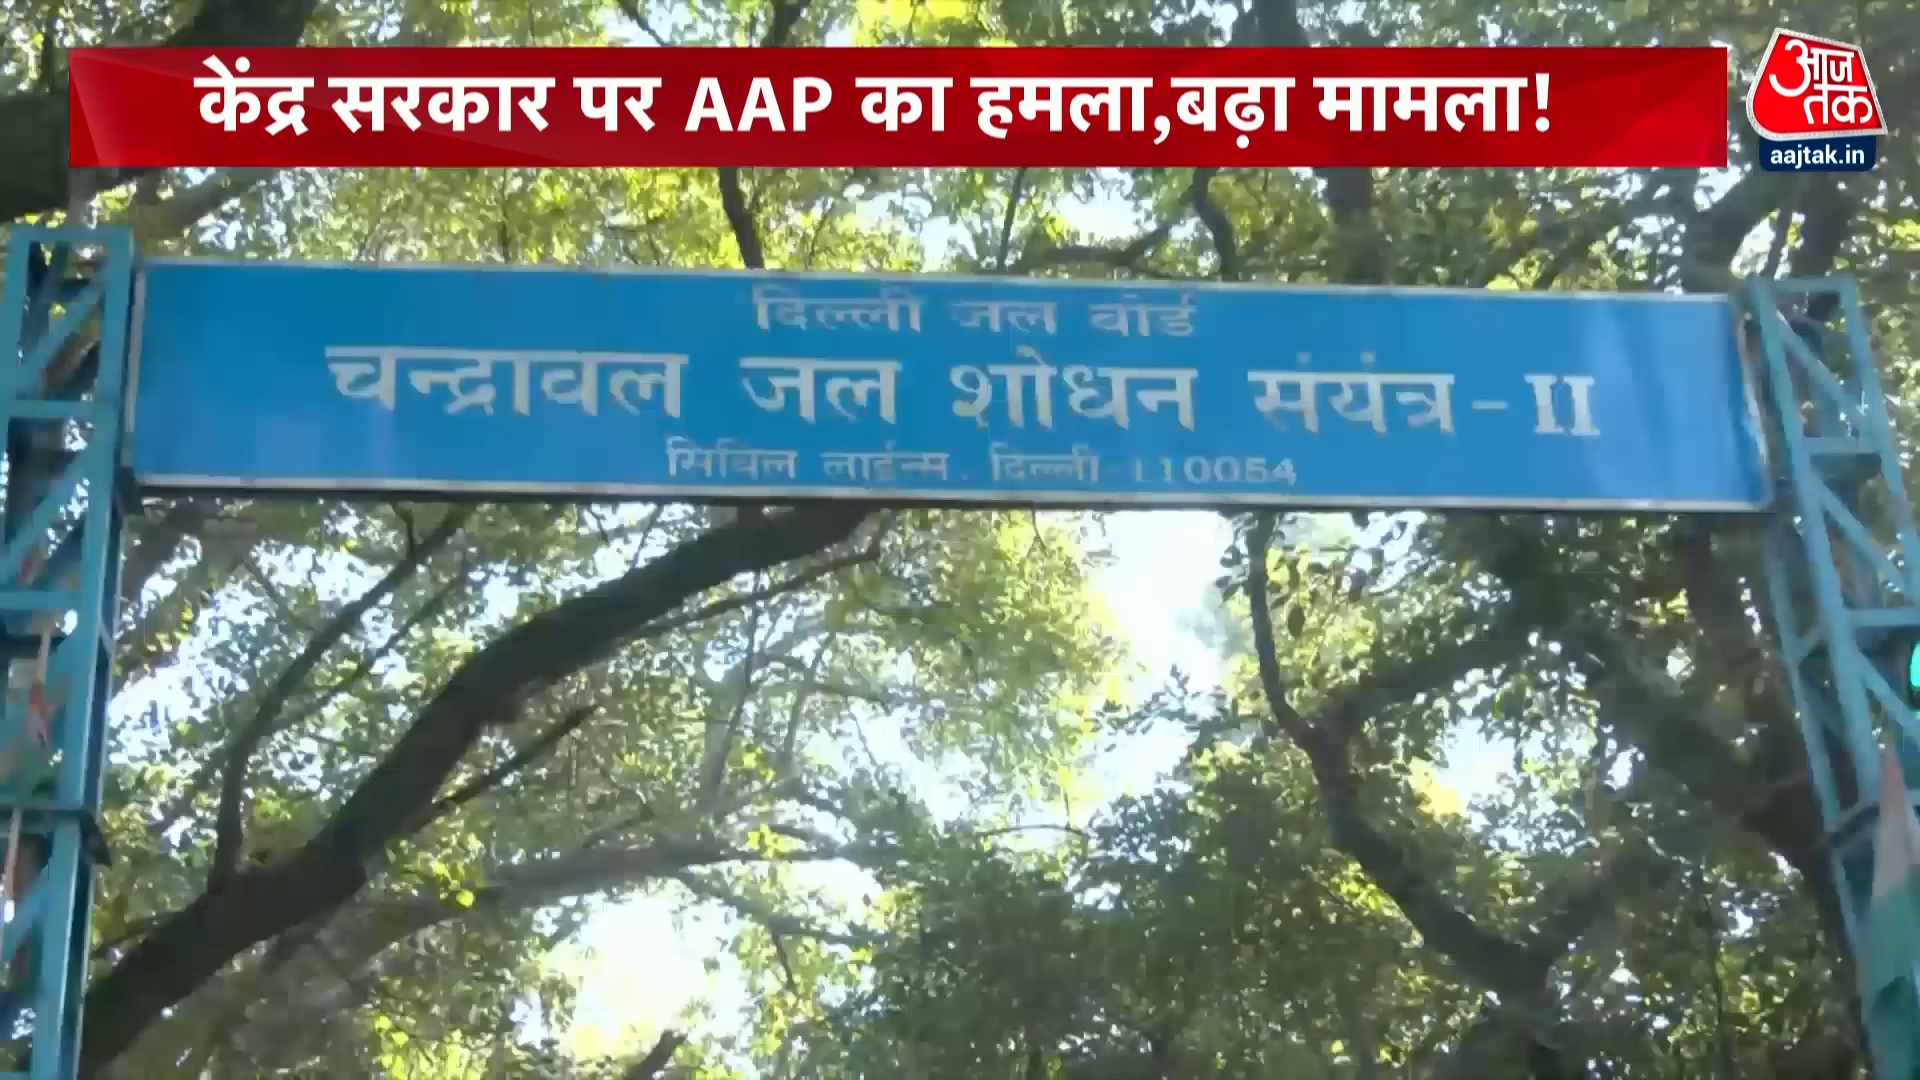 केंद्र सरकार पर AAP का हमला,बढ़ा मामला!
आज
तक
aajtak.in
दिल्ली जल बोर्ड
चन्द्रावल जल शोधन संयंत्र - II
सिविल लाईन्स, दिल्ली-110054